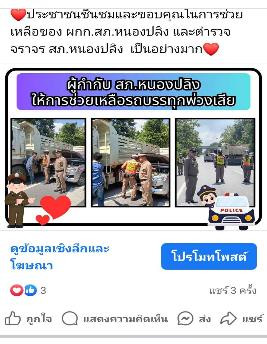 ❤️ประชาชนชื่นชมและขอบคุณในการช่วย
เหลือของ ผกก.สภ.หนองปลิง และตำรวจ
จราจร สภ.หนองปลิง เป็นอย่างมาก❤️
ผู้กำกับ สภ.หนองปลิง
ให้การช่วยเหลือรถบรรทุกพ่วงเสีย
POLICE
ดูข้อมูลเชิงลึกและ
โฆษณา
โปรโมทโพสต์
3
แชร์ 3 ครั้ง
ถูกใจ
แสดงความคิดเห็น
ส่ง
แชร์